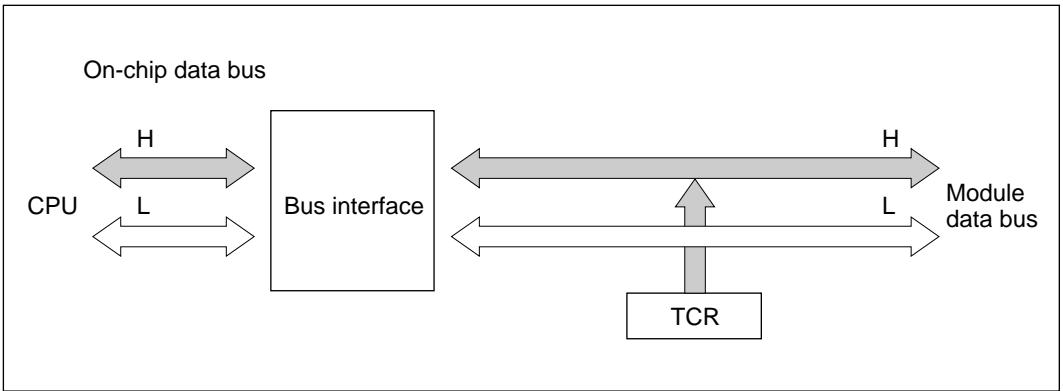 On-chip data bus
H
H
CPU
L
Bus interface
L
Module
data bus
TCR